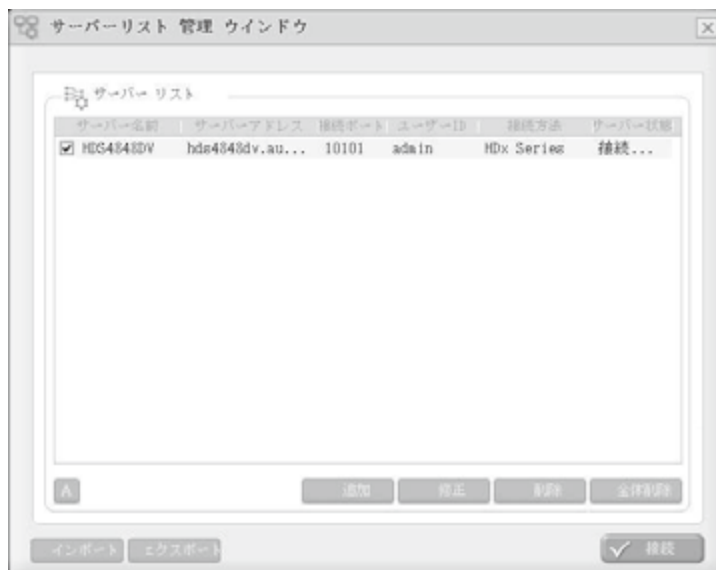 サーバーリスト 管理 ウインドウ
サーバー リスト
サーバー名前 サーバーアドレス 接続ポート ユーザーID 接続方法 サーバー状態
HDS4848DV hds4848dv.au... 10101 admin HDx Series 接続...
A 追加 修正 削除 全体削除
インポート エクスポート 接続